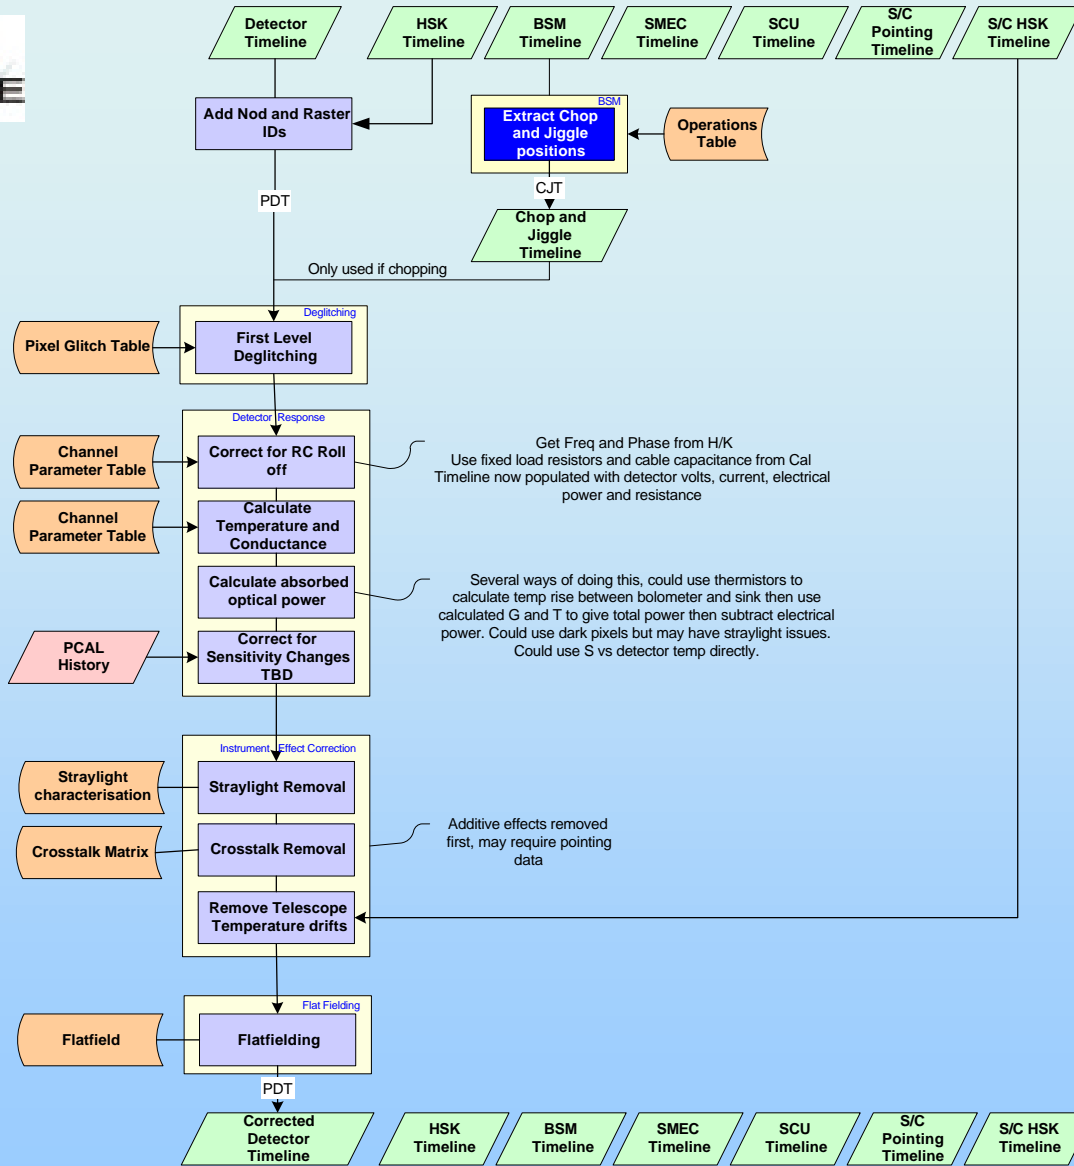 Detector
Timeline
HSK
Timeline
BSM
Timeline
SMEC
Timeline
SCU
Timeline
S/C
Pointing
Timeline
S/C HSK
Timeline
E
Add Nod and Raster
IDs
BSM
Extract Chop
and Jiggle
positions
Operations
Table
PDT
CJT
Chop and
Jiggle
Timeline
Only used if chopping
Deglitching
Pixel Glitch Table
First Level
Deglitching
Detector Response
Channel
Parameter Table
Correct for RC Roll
off
Get Freq and Phase from H/K
Use fixed load resistors and cable capacitance from Cal
Timeline now populated with detector volts, current, electrical
power and resistance
Channel
Parameter Table
Calculate
Temperature and
Conductance
Calculate absorbed
optical power
Several ways of doing this, could use thermistors to
calculate temp rise between bolometer and sink then use
calculated G and T to give total power then subtract electrical
power. Could use dark pixels but may have straylight issues.
Could use S vs detector temp directly.
PCAL
History
Correct for
Sensitivity Changes
TBD
Instrument Effect Correction
Straylight
characterisation
Straylight Removal
Crosstalk Matrix
Crosstalk Removal
Additive effects removed
first, may require pointing
data
Remove Telescope
Temperature drifts
Flat Fielding
Flatfield
Flatfielding
PDT
Corrected
Detector
Timeline
HSK
Timeline
BSM
Timeline
SMEC
Timeline
SCU
Timeline
S/C
Pointing
Timeline
S/C HSK
Timeline